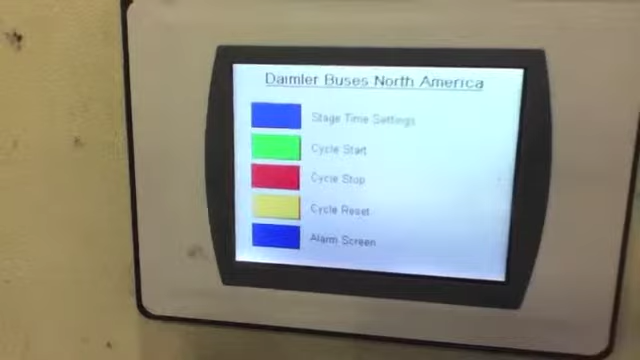 Daimler Buses North America
Stage Time Settings
Cycle Start
Cycle Stop
Cycle Reset
Alarm Screen